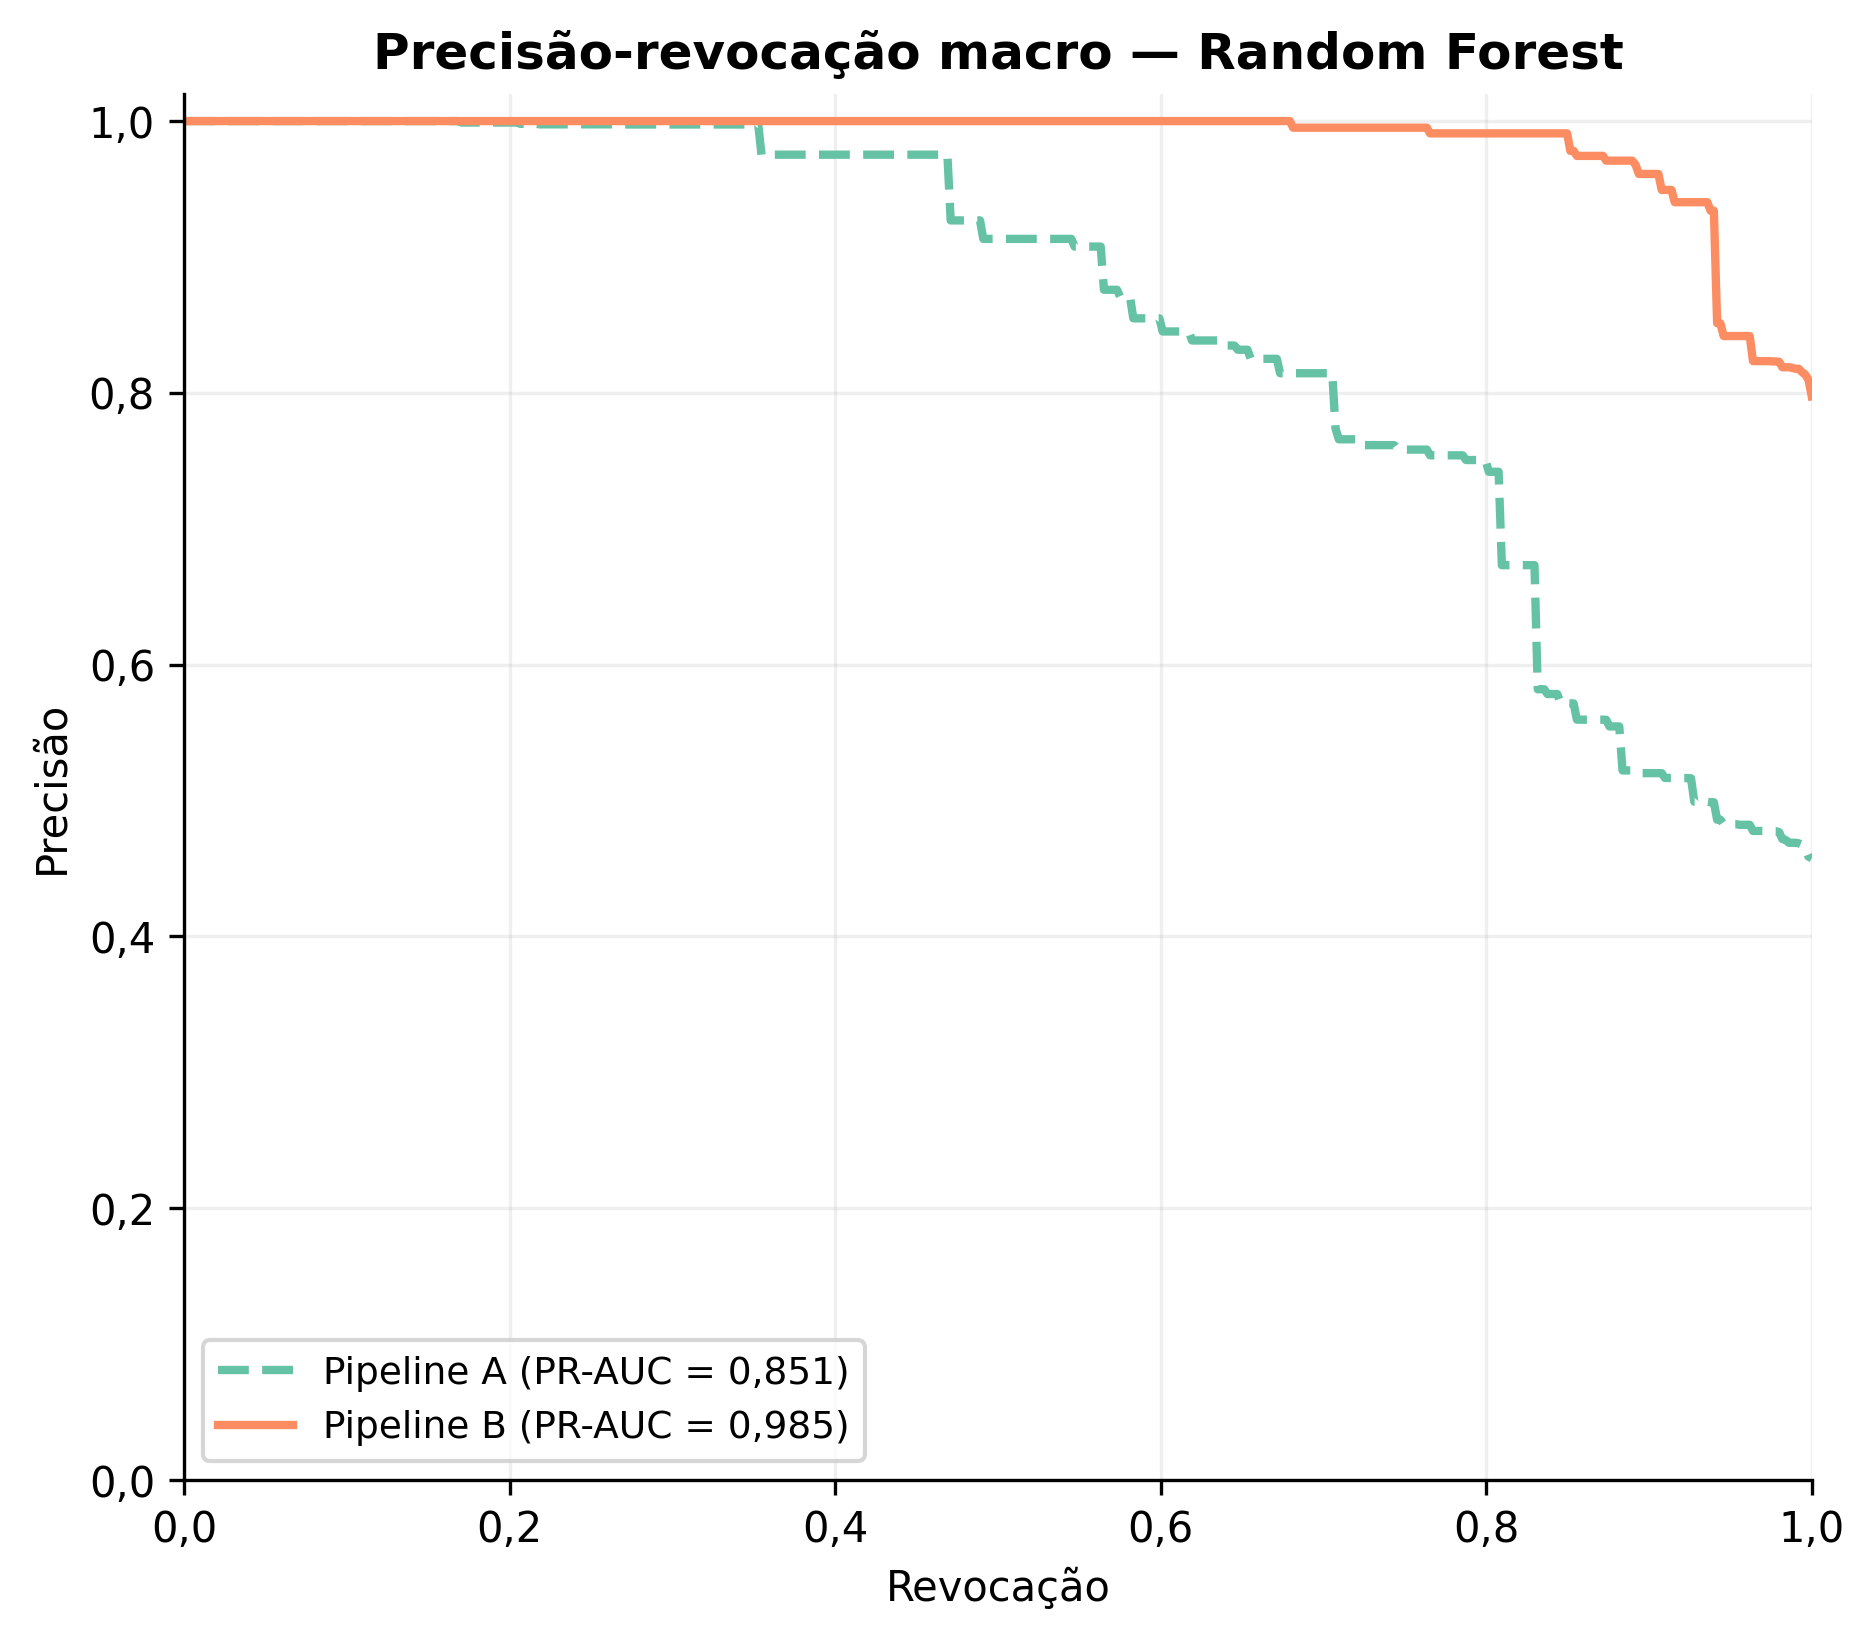 Precisão-revocação macro — Random Forest
1,0
0,8
0,6
0,4
0,2
0,0
Precisão
Pipeline A (PR-AUC = 0,851)
Pipeline B (PR-AUC = 0,985)
0,0 0,2 0,4 0,6 0,8 1,0
Revocação